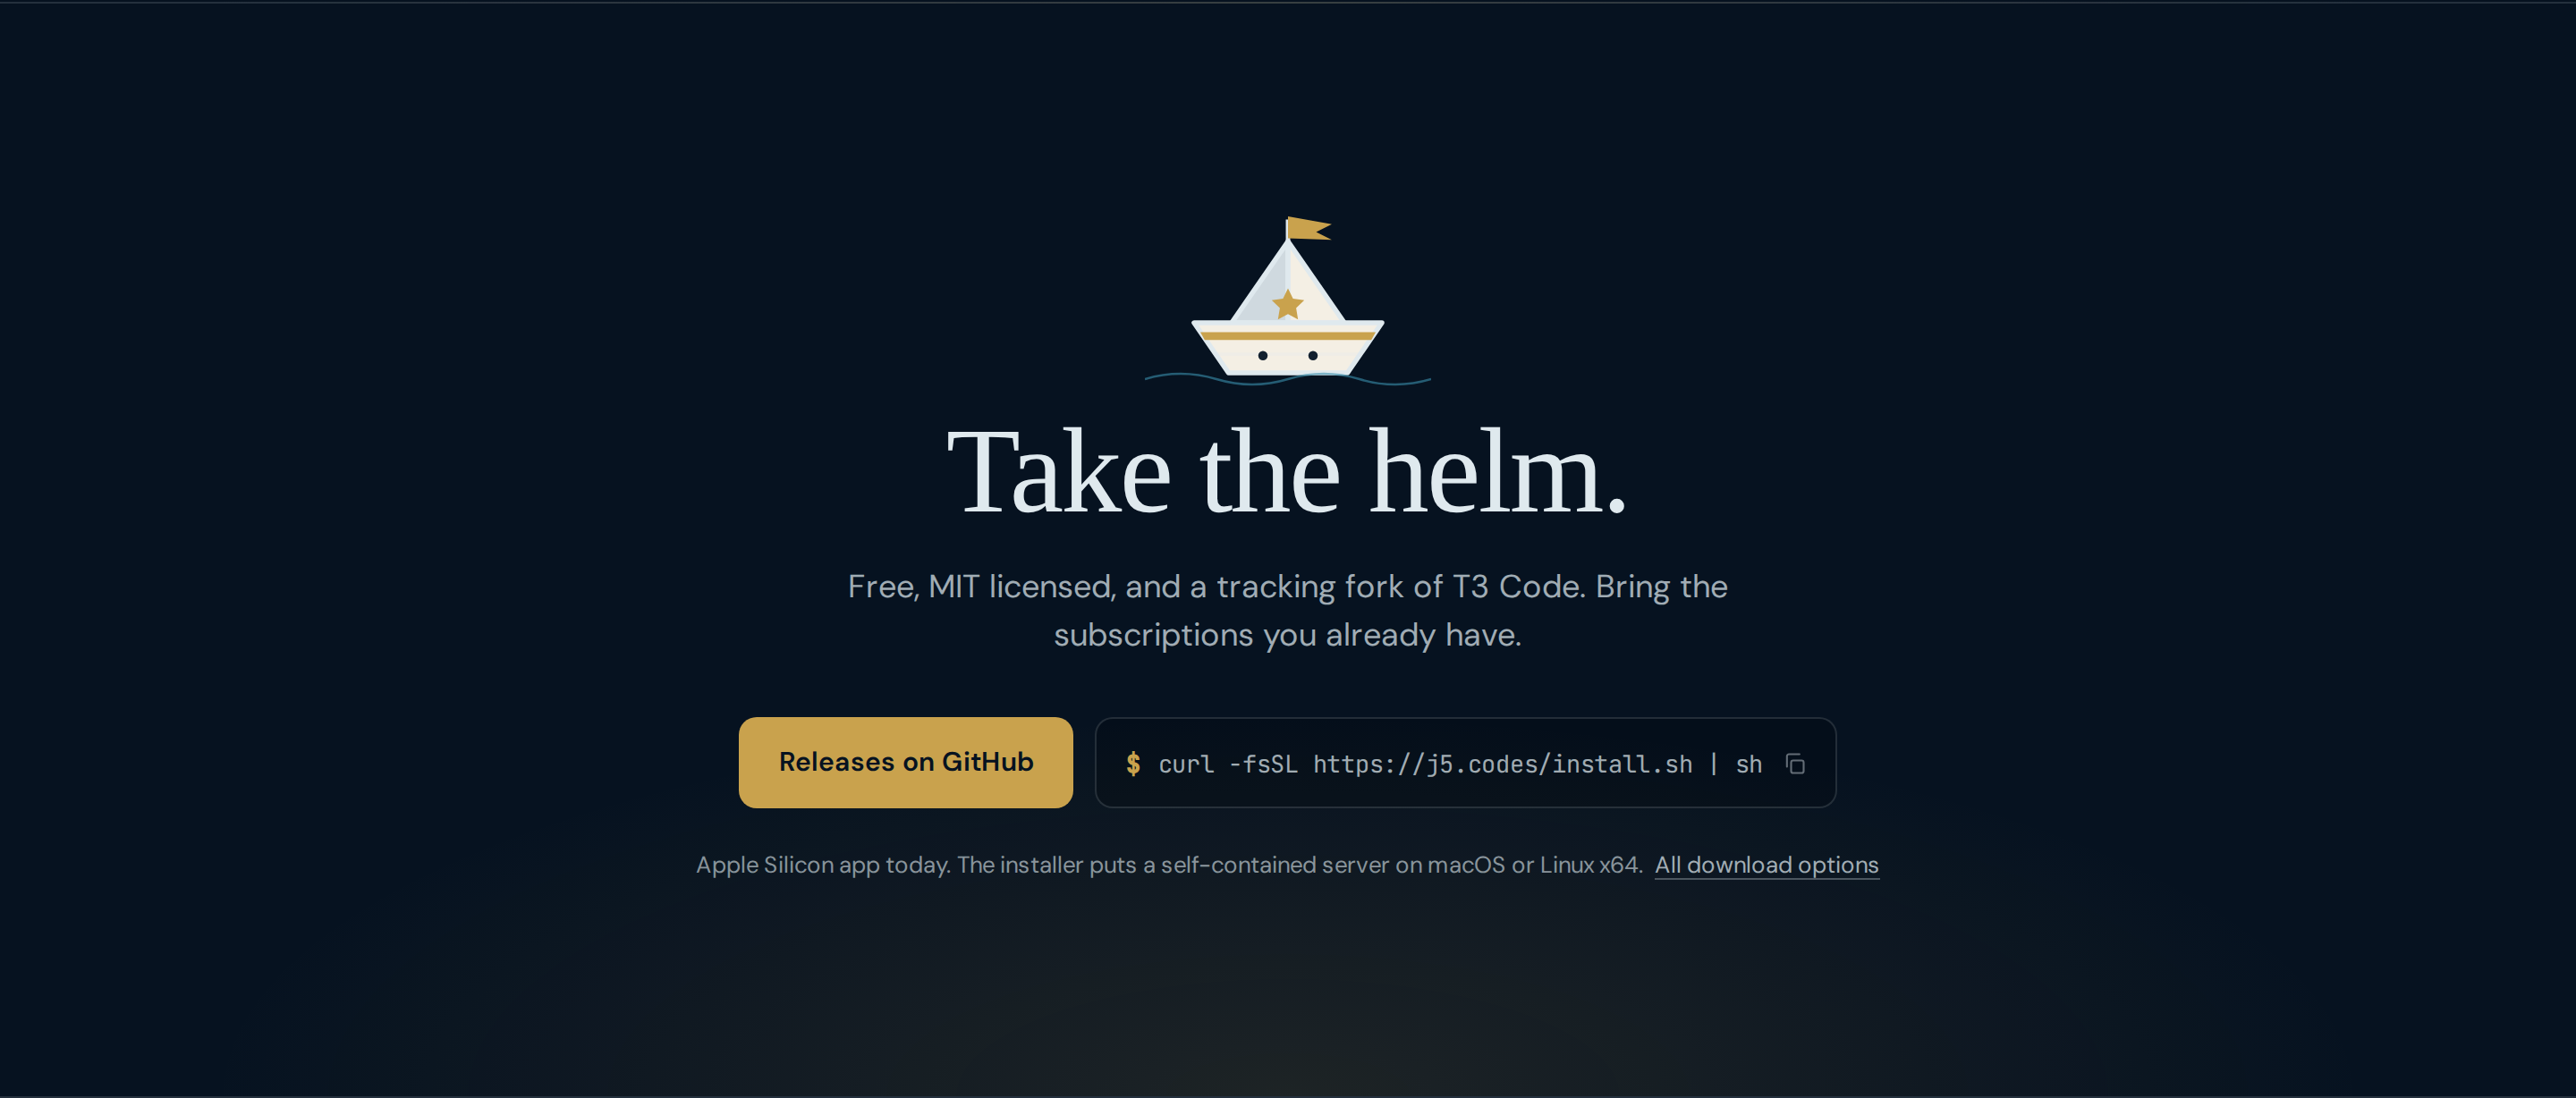 Take the helm.
Free, MIT licensed, and a tracking fork of T3 Code. Bring the
subscriptions you already have.
Releases on GitHub
$ curl -fsSL https://j5.codes/install.sh | sh
Apple Silicon app today. The installer puts a self-contained server on macOS or Linux x64. All download options